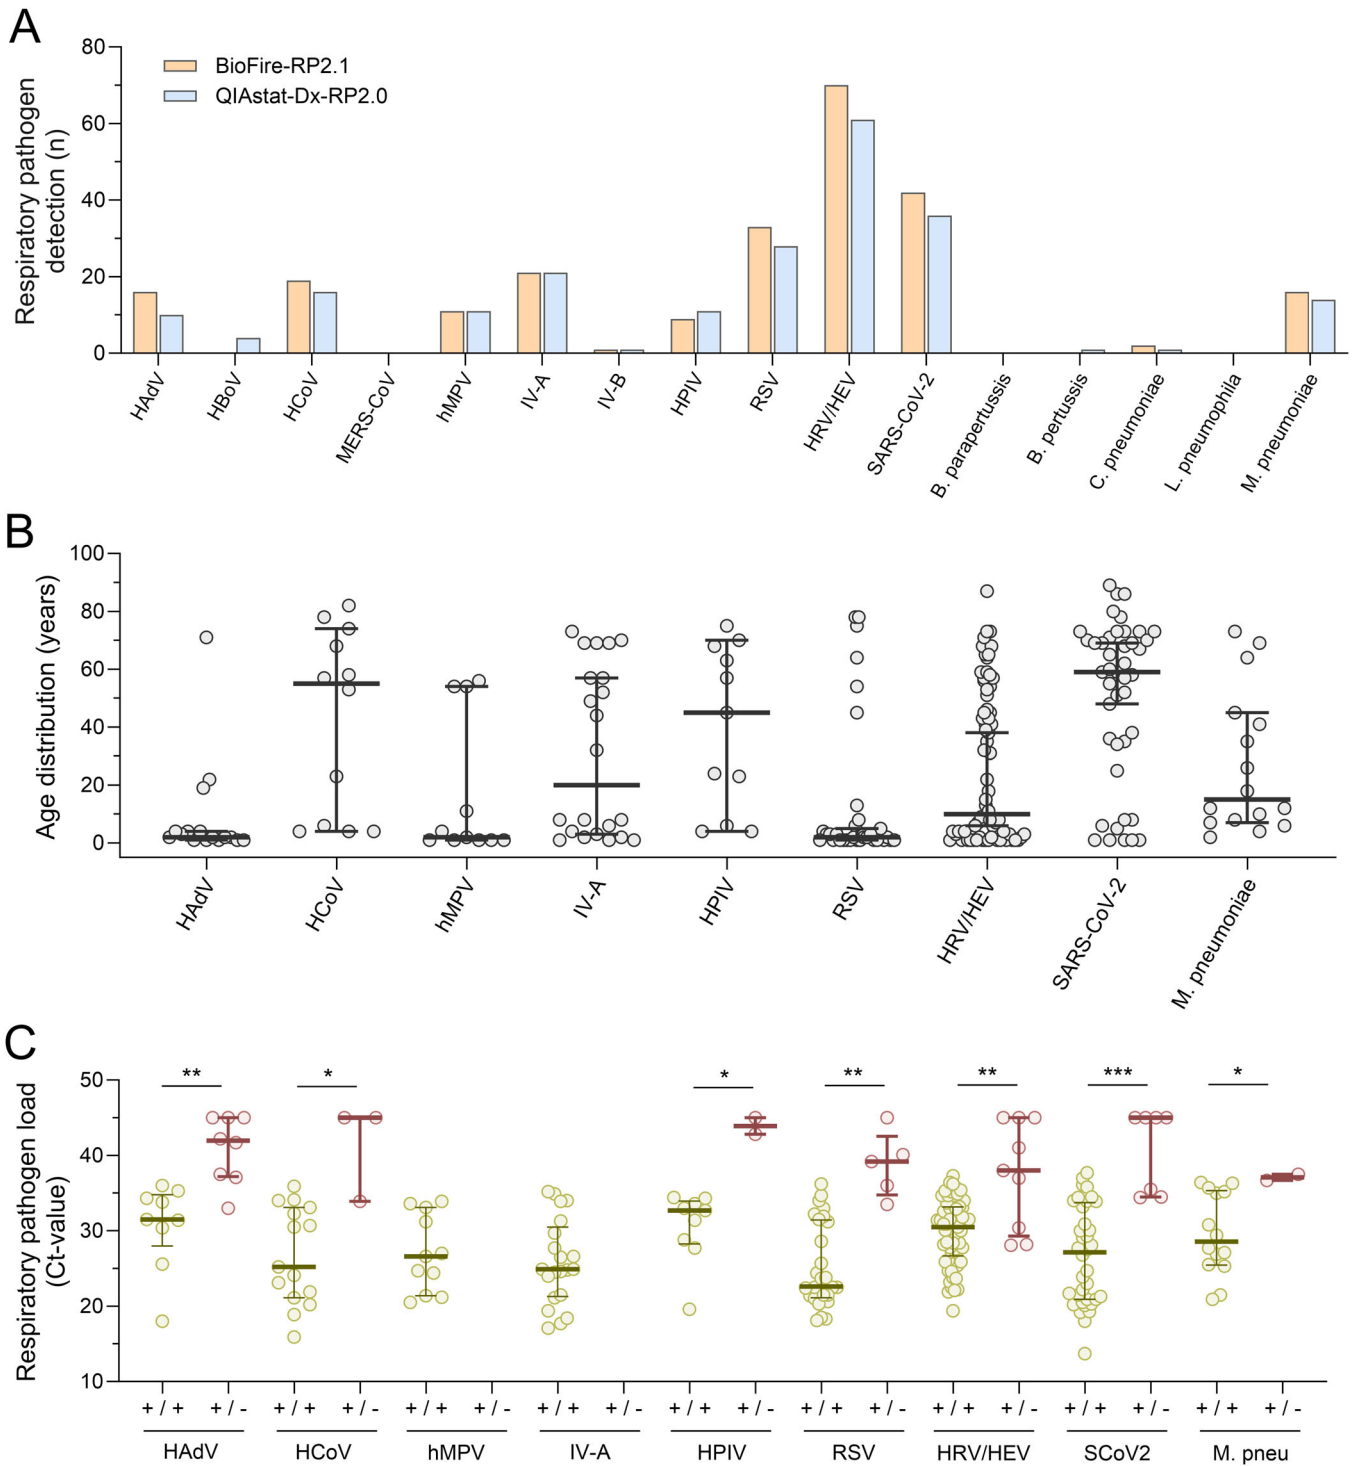 A
Respiratory pathogen
detection (n)
80
60
40
20
0
BioFire-RP2.1
QIAstat-Dx-RP2.0
HAdV
HBoV
HCoV
MERS-CoV
hMPV
IV-A
IV-B
HPIV
RSV
HRV/HEV
SARS-CoV-2
B. parapertussis
B. pertussis
C. pneumoniae
L. pneumophila
M. pneumoniae
B
Age distribution (years)
100
80
60
40
20
0
HAdV
HCoV
hMPV
IV-A
HPIV
RSV
HRV/HEV
SARS-CoV-2
M. pneumoniae
C
Respiratory pathogen load
(Ct-value)
50
40
30
20
10
** * * ** ** *** *
+ / + + / - + / + + / - + / + + / - + / + + / - + / + + / - + / + + / - + / + + / - + / + + / - + / + + / -
HAdV HCoV hMPV IV-A HPIV RSV HRV/HEV SCoV2 M. pneu